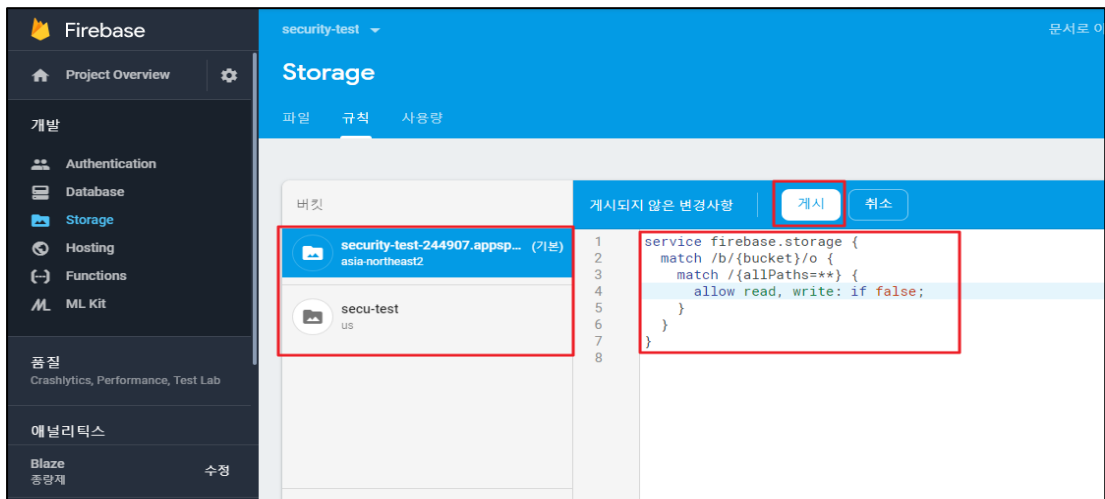 Firebase
security-test
문서로 이
Project Overview
Storage
파일 규칙 사용량
개발
Authentication
Database
Storage
Hosting
Functions
ML Kit
품질
Crashlytics, Performance, Test Lab
애널리틱스
Blaze
종량제
수정
버킷
security-test-244907.appsp... (기본)
asia-northeast2
secu-test
us
게시되지 않은 변경사항 게시 취소
1 service firebase.storage {
2 match /b/{bucket}/o {
3 match /{allPaths=**} {
4 allow read, write: if false;
5 }
6 }
7 }
8